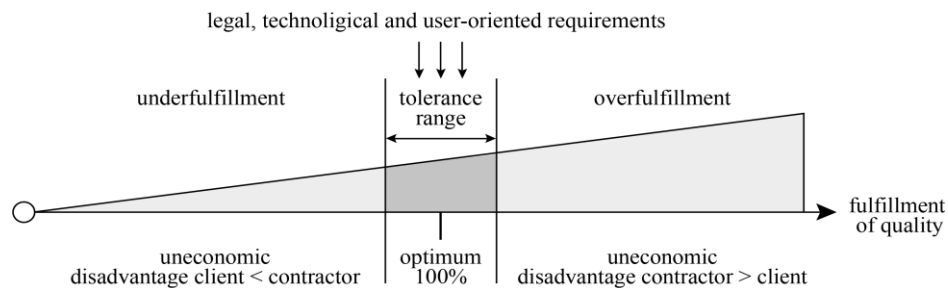 legal, technoligical and user-oriented requirements
underfulfillment
tolerance
range
overfulfillment
fulfillment
of quality
uneconomic
disadvantage client < contractor
optimum
100%
uneconomic
disadvantage contractor > client